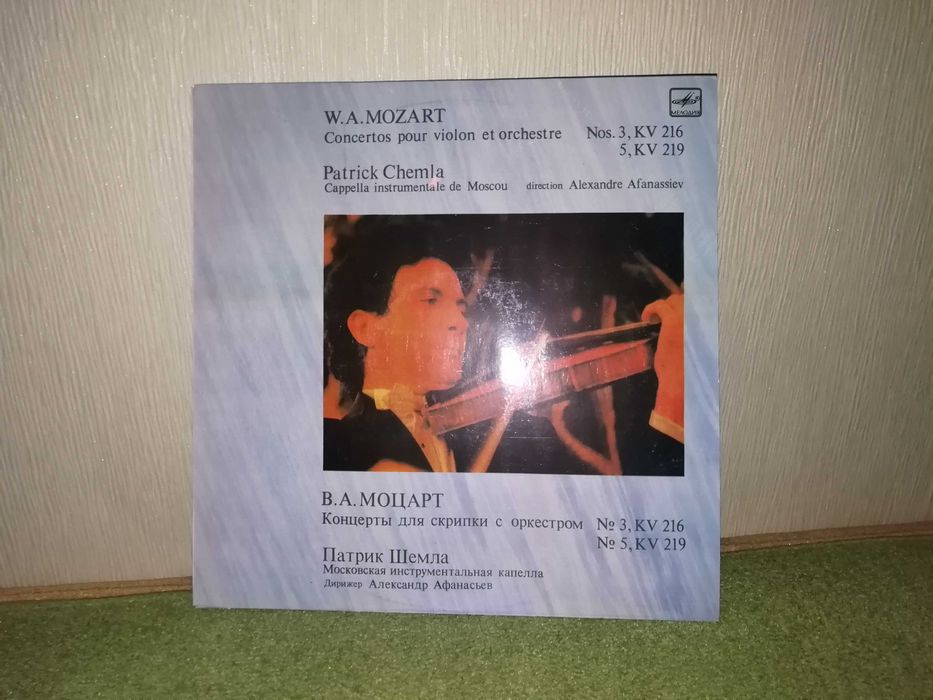 W.A.MOZART
Concertos pour violon et orchestre Nos. 3, KV 216
5, KV 219
МЕЛОДИЯ
Patrick Chemla
Cappella instrumentale de Moscou direction Alexandre Afanassiev
В.А.МОЦАРТ
Концерты для скрипки с оркестром № 3, KV 216
№ 5, KV 219
Патрик Шемла
Московская инструментальная капелла
Дирижер Александр Афанасьев